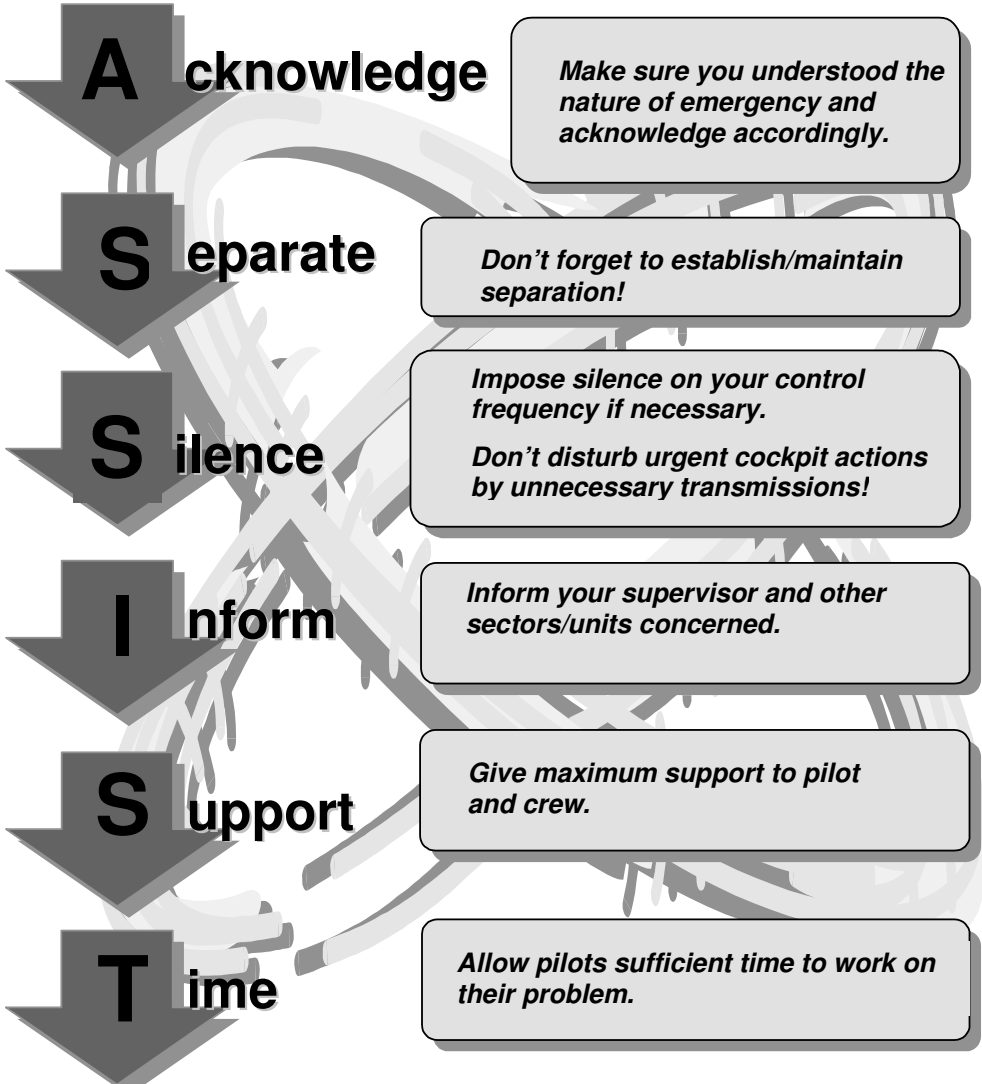 Acknowledge
Make sure you understood the
nature of emergency and
acknowledge accordingly.
Separate
Don't forget to establish/maintain
separation!
Silence
Impose silence on your control
frequency if necessary.
Don't disturb urgent cockpit actions
by unnecessary transmissions!
Inform
Inform your supervisor and other
sectors/units concerned.
Support
Give maximum support to pilot
and crew.
Time
Allow pilots sufficient time to work on
their problem.